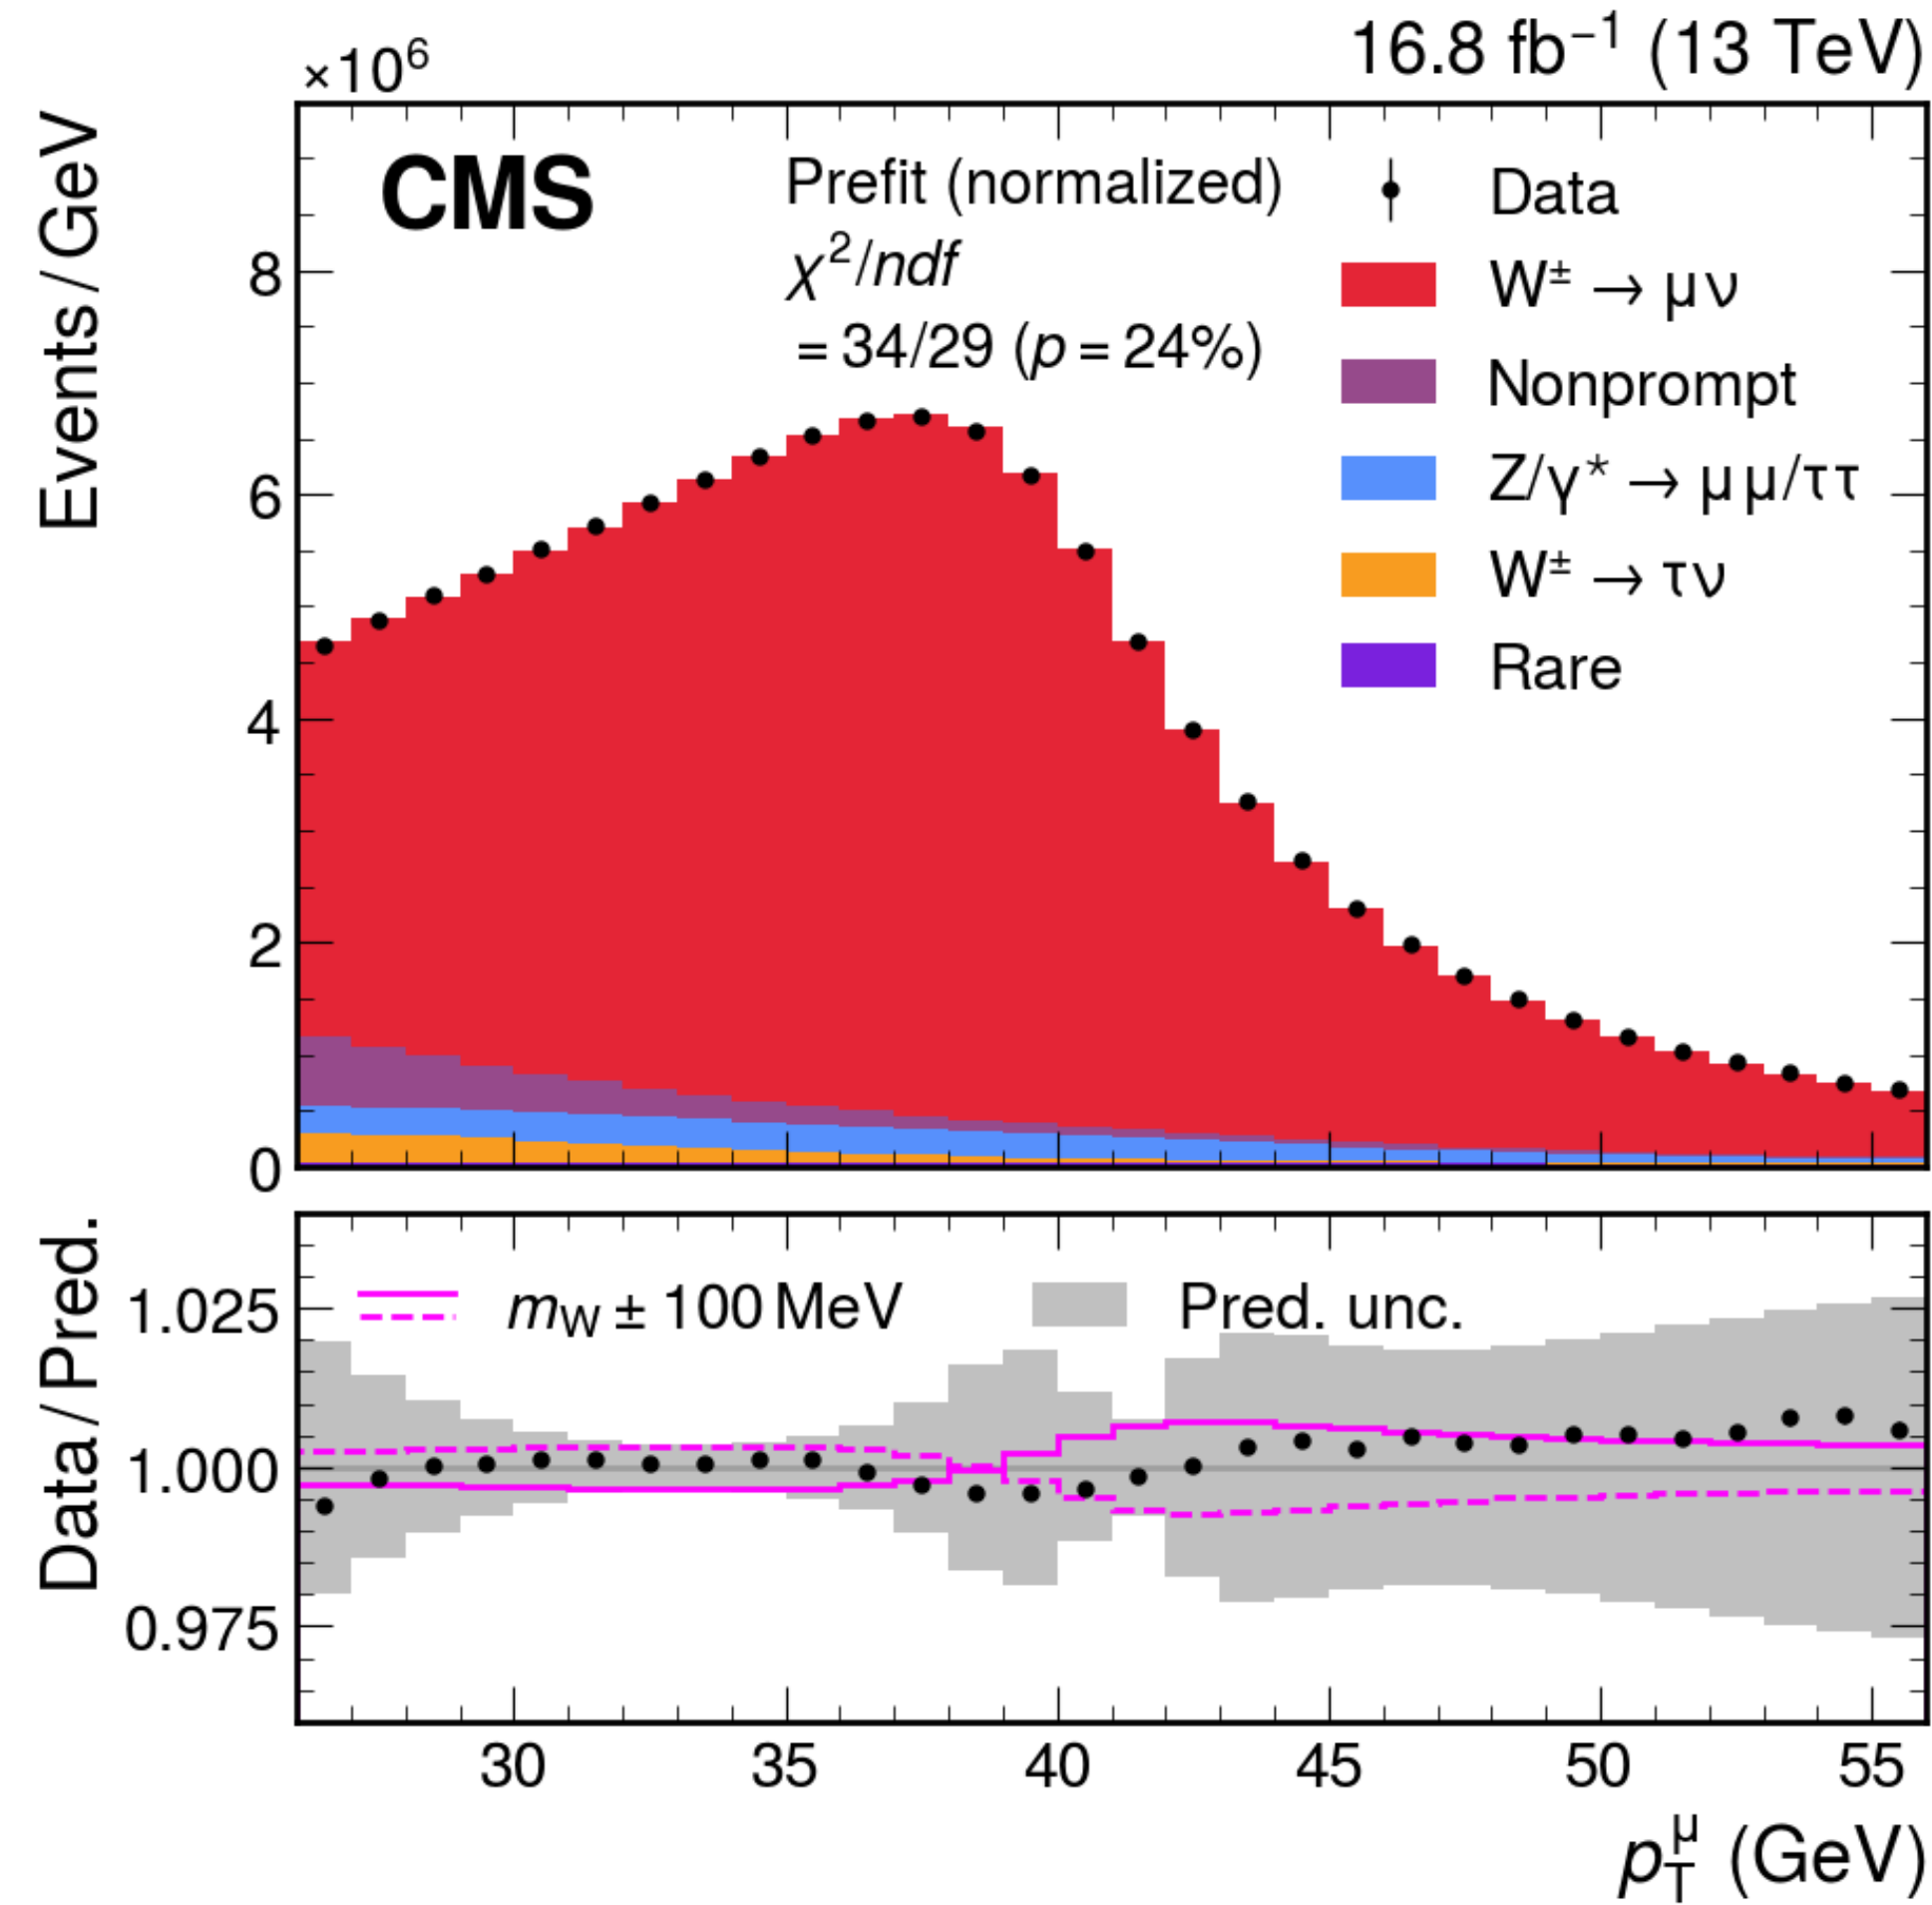 ×10⁶
16.8 fb⁻¹ (13 TeV)
Events / GeV
CMS
Prefit (normalized)
χ²/ndf
= 34/29 (p = 24%)
Data
W± → μν
Nonprompt
Z/γ* → μμ/ττ
W± → τν
Rare
8
6
4
2
0
Data / Pred.
m_W ± 100 MeV
Pred. unc.
1.025
1.000
0.975
30 35 40 45 50 55
p_T^μ (GeV)